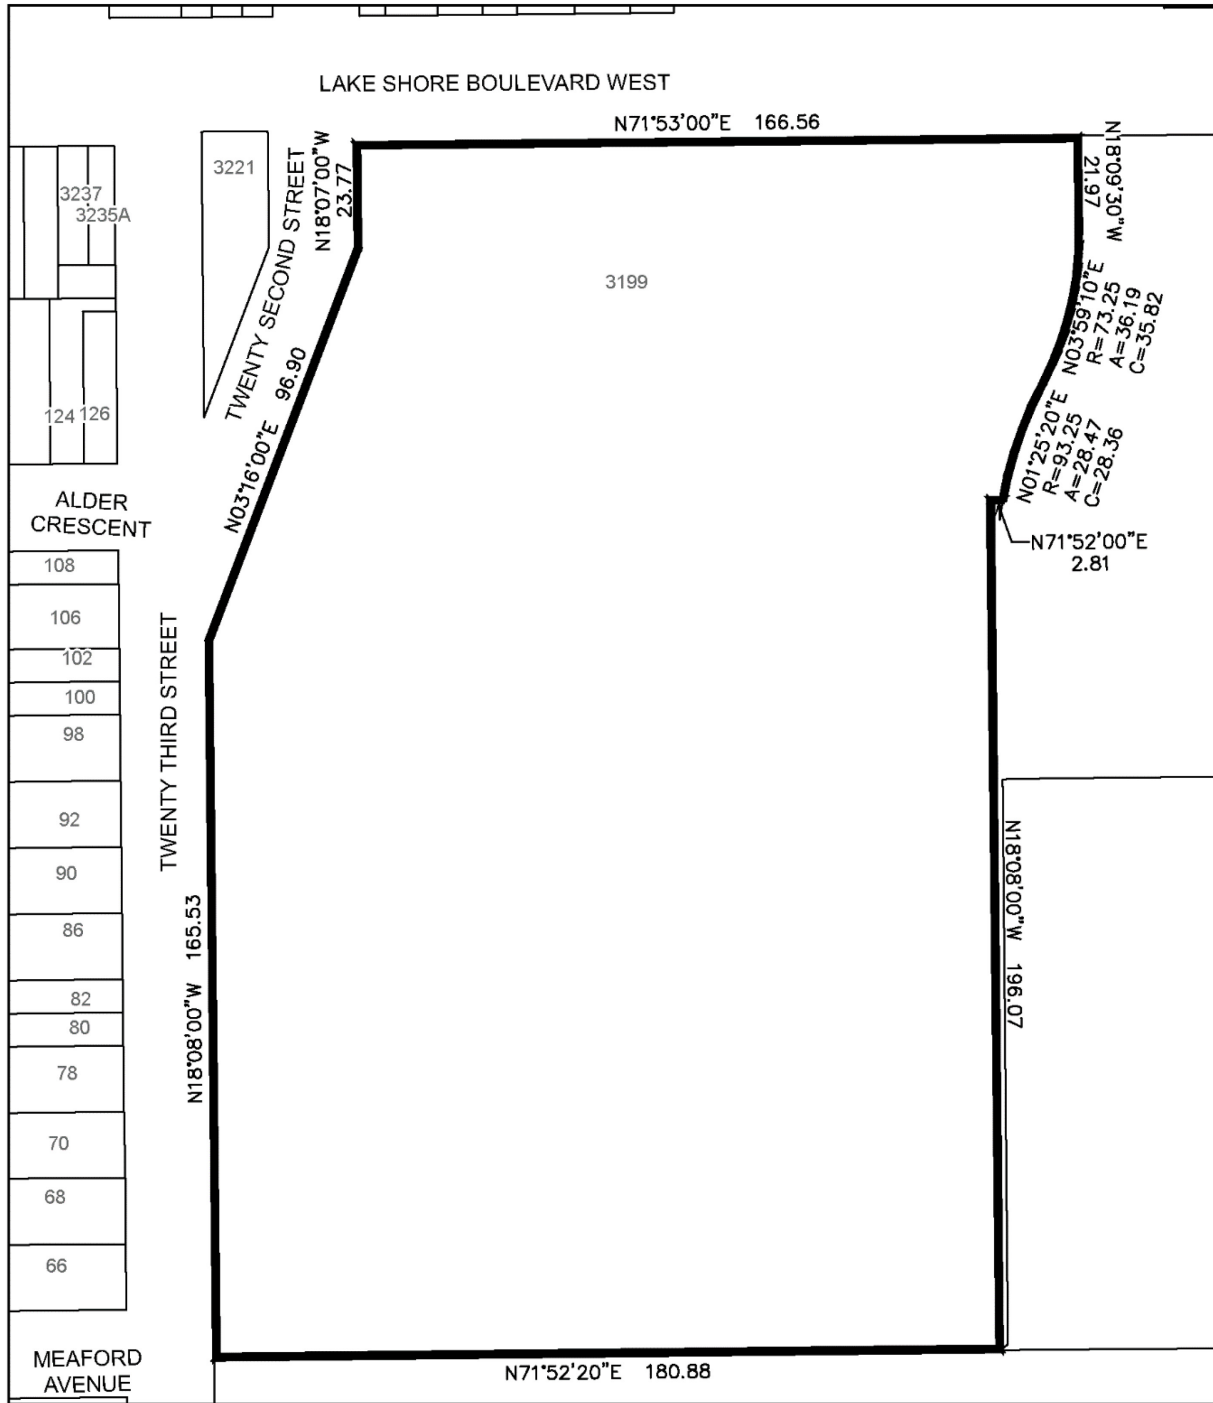 LAKE SHORE BOULEVARD WEST
N71°53'00"E 166.56
N18°07'00"W
23.77
N18°09'30"W
21.97
3221
3237
3235A
TWENTY SECOND STREET
3199
N03°59'10"E
R=73.25
A=36.19
C=35.82
N03°16'00"E 96.90
124
126
N01°25'20"E
R=93.25
A=28.47
C=28.36
ALDER
CRESCENT
N71°52'00"E
2.81
108
106
102
100
98
92
90
86
82
80
78
70
68
66
TWENTY THIRD STREET
N18°08'00"W 165.53
N18°08'00"W 196.07
MEAFORD
AVENUE
N71°52'20"E 180.88